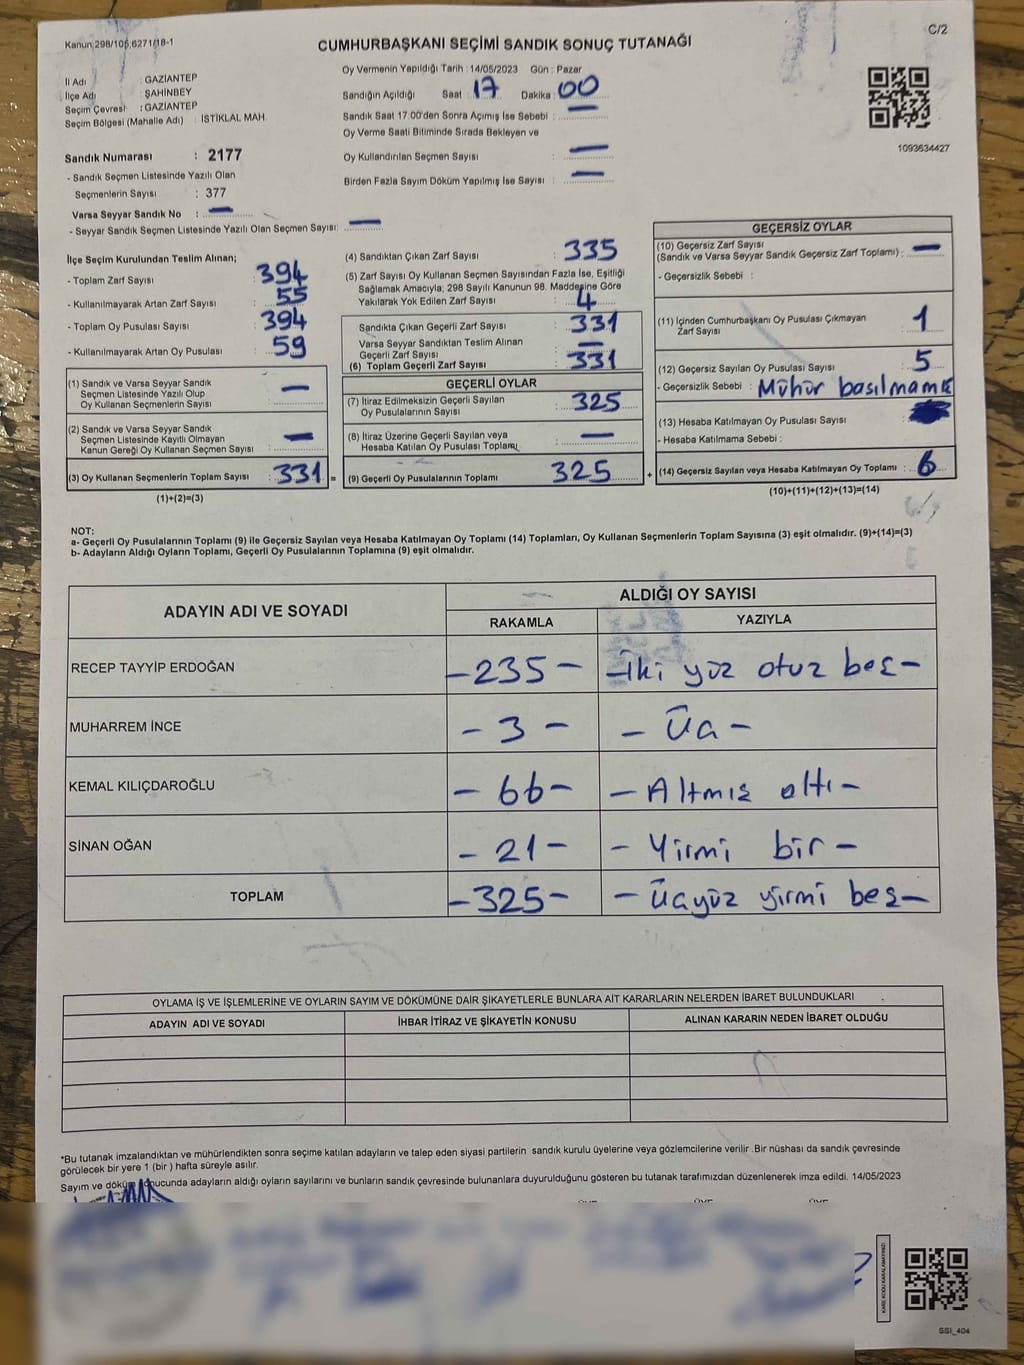 Kanun 298/106,6271/18-1
C/2
CUMHURBAŞKANI SEÇİMİ SANDIK SONUÇ TUTANAĞI
İl Adı : GAZİANTEP
İlçe Adı : ŞAHİNBEY
Seçim Çevresi : GAZİANTEP
Seçim Bölgesi (Mahalle Adı) : İSTİKLAL MAH.
Sandık Numarası : 2177
- Sandık Seçmen Listesinde Yazılı Olan
Seçmenlerin Sayısı : 377
Varsa Seyyar Sandık No : —
- Seyyar Sandık Seçmen Listesinde Yazılı Olan Seçmen Sayısı: —
Oy Vermenin Yapıldığı Tarih : 14/05/2023 Gün : Pazar
Sandığın Açıldığı Saat 17 Dakika : 00
Sandık Saat 17:00'den Sonra Açımış İse Sebebi : —
Oy Verme Saati Bitiminde Sırada Bekleyen ve
Oy Kullandırılan Seçmen Sayısı : —
Birden Fazla Sayım Döküm Yapılmış İse Sayısı : —
1093634427
İlçe Seçim Kurulundan Teslim Alınan;
- Toplam Zarf Sayısı : 394
- Kullanılmayarak Artan Zarf Sayısı : 55
- Toplam Oy Pusulası Sayısı : 394
- Kullanılmayarak Artan Oy Pusulası : 59
(1) Sandık ve Varsa Seyyar Sandık
Seçmen Listesinde Yazılı Olup
Oy Kullanan Seçmenlerin Sayısı : —
(2) Sandık ve Varsa Seyyar Sandık
Seçmen Listesinde Kayıtlı Olmayan
Kanun Gereği Oy Kullanan Seçmen Sayısı : —
(3) Oy Kullanan Seçmenlerin Toplam Sayısı : 331 =
(1)+(2)=(3)
(4) Sandıktan Çıkan Zarf Sayısı : 335
(5) Zarf Sayısı Oy Kullanan Seçmen Sayısından Fazla İse, Eşitliği
Sağlamak Amacıyla; 298 Sayılı Kanunun 98. Maddesine Göre
Yakılarak Yok Edilen Zarf Sayısı : 4
Sandıkta Çıkan Geçerli Zarf Sayısı : 331
Varsa Seyyar Sandıktan Teslim Alınan
Geçerli Zarf Sayısı : —
(6) Toplam Geçerli Zarf Sayısı : 331
GEÇERLİ OYLAR
(7) İtiraz Edilmeksizin Geçerli Sayılan
Oy Pusulalarının Sayısı : 325
(8) İtiraz Üzerine Geçerli Sayılan veya
Hesaba Katılan Oy Pusulası Toplamı : —
(9) Geçerli Oy Pusulalarının Toplamı : 325 +
GEÇERSİZ OYLAR
(10) Geçersiz Zarf Sayısı
(Sandık ve Varsa Seyyar Sandık Geçersiz Zarf Toplamı) : —
- Geçersizlik Sebebi :
(11) İçinden Cumhurbaşkanı Oy Pusulası Çıkmayan
Zarf Sayısı : 1
(12) Geçersiz Sayılan Oy Pusulası Sayısı : 5
- Geçersizlik Sebebi : Mühür basılmamış
(13) Hesaba Katılmayan Oy Pusulası Sayısı :
- Hesaba Katılmama Sebebi :
(14) Geçersiz Sayılan veya Hesaba Katılmayan Oy Toplamı : 6
(10)+(11)+(12)+(13)=(14)
NOT:
a- Geçerli Oy Pusulalarının Toplamı (9) ile Geçersiz Sayılan veya Hesaba Katılmayan Oy Toplamı (14) Toplamları, Oy Kullanan Seçmenlerin Toplam Sayısına (3) eşit olmalıdır. (9)+(14)=(3)
b- Adayların Aldığı Oyların Toplamı, Geçerli Oy Pusulalarının Toplamına (9) eşit olmalıdır.
ADAYIN ADI VE SOYADI
ALDIĞI OY SAYISI
RAKAMLA YAZIYLA
RECEP TAYYİP ERDOĞAN -235- -İki yüz otuz beş-
MUHARREM İNCE -3- -Üç-
KEMAL KILIÇDAROĞLU -66- -Altmış altı-
SİNAN OĞAN -21- -Yirmi bir-
TOPLAM -325- -Üçyüz yirmi beş-
OYLAMA İŞ VE İŞLEMLERİNE VE OYLARIN SAYIM VE DÖKÜMÜNE DAİR ŞİKAYETLERLE BUNLARA AİT KARARLARIN NELERDEN İBARET BULUNDUKLARI
ADAYIN ADI VE SOYADI İHBAR İTİRAZ VE ŞİKAYETİN KONUSU ALINAN KARARIN NEDEN İBARET OLDUĞU
*Bu tutanak imzalandıktan ve mühürlendikten sonra seçime katılan adayların ve talep eden siyasi partilerin sandık kurulu üyelerine veya gözlemcilerine verilir. Bir nüshası da sandık çevresinde
görülecek bir yere 1 (bir) hafta süreyle asılır.
Sayım ve döküm sonucunda adayların aldığı oyların sayılarını ve bunların sandık çevresinde bulunanlara duyurulduğunu gösteren bu tutanak tarafımızdan düzenlenerek imza edildi. 14/05/2023
KARE KODU KARALAMAYINIZ!
SSI_404